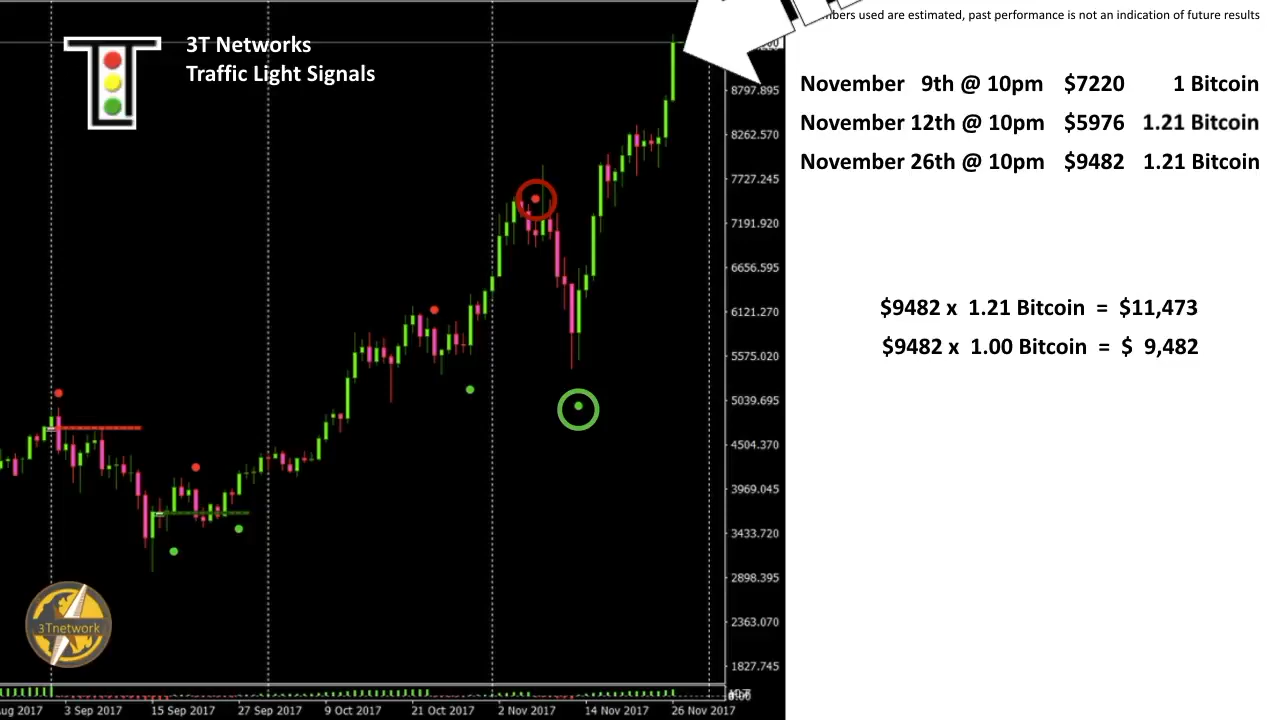 used are estimated, past performance is not an indication of future results
3T Networks
Traffic Light Signals
November 9th @ 10pm $7220 1 Bitcoin
November 12th @ 10pm $5976 1.21 Bitcoin
November 26th @ 10pm $9482 1.21 Bitcoin
$9482 x 1.21 Bitcoin = $11,473
$9482 x 1.00 Bitcoin = $ 9,482
8797.895
8262.570
7727.245
7191.920
6656.595
6121.270
5575.020
5039.695
4504.370
3969.045
3433.720
2898.395
2363.070
1827.745
3Tnetwork
3 Sep 2017 15 Sep 2017 27 Sep 2017 9 Oct 2017 21 Oct 2017 2 Nov 2017 14 Nov 2017 26 Nov 2017